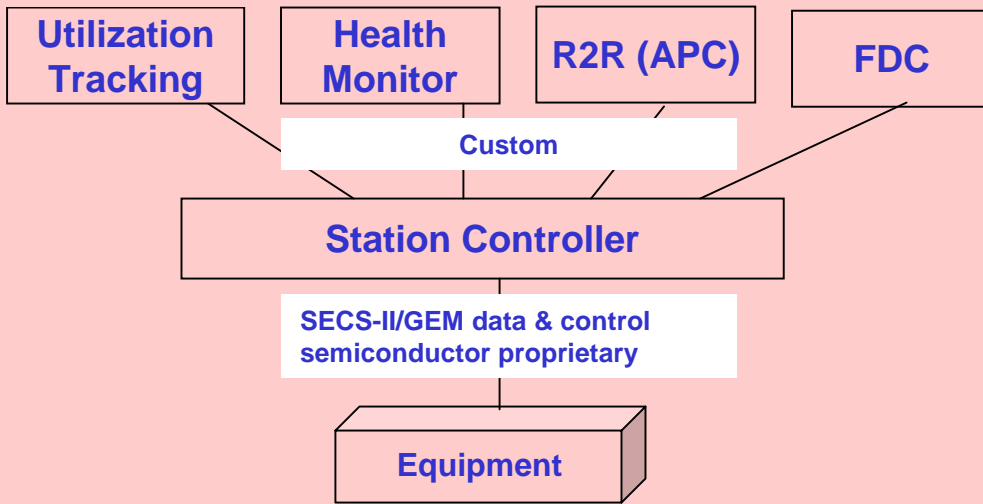 Utilization
Tracking
Health
Monitor
R2R (APC)
FDC
Custom
Station Controller
SECS-II/GEM data & control
semiconductor proprietary
Equipment